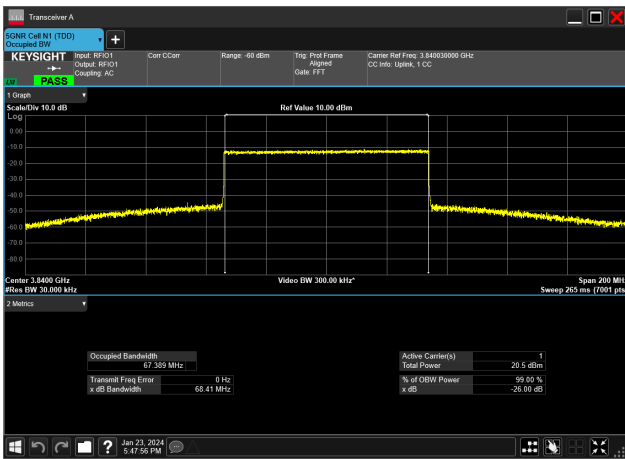 Transceiver A
5GNR Cell N1 (TDD)
Occupied BW
KEYSIGHT
LXI
PASS
Input: RFIO1
Output: RFIO1
Coupling: AC
Corr CCorr
Range: -60 dBm
Trig: Prot Frame
Aligned
Gate: FFT
Carrier Ref Freq: 3.840030000 GHz
CC Info: Uplink, 1 CC
1 Graph
Scale/Div 10.0 dB
Ref Value 10.00 dBm
Log
0.00
-10.0
-20.0
-30.0
-40.0
-50.0
-60.0
-70.0
-80.0
Center 3.8400 GHz
Video BW 300.00 kHz*
Span 200 MH
#Res BW 30.000 kHz
Sweep 265 ms (7001 pts
2 Metrics
Occupied Bandwidth
67.389 MHz
Transmit Freq Error 0 Hz
x dB Bandwidth 68.41 MHz
Active Carrier(s) 1
Total Power 20.5 dBm
% of OBW Power 99.00 %
x dB -26.00 dB
?
Jan 23, 2024
5:47:56 PM